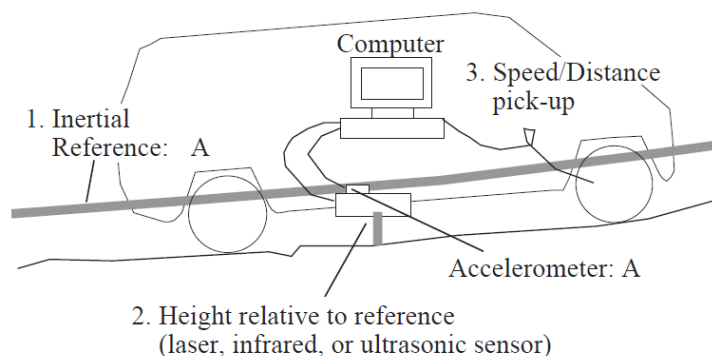 Computer
3. Speed/Distance
pick-up
1. Inertial
Reference: A
Accelerometer: A
2. Height relative to reference
(laser, infrared, or ultrasonic sensor)